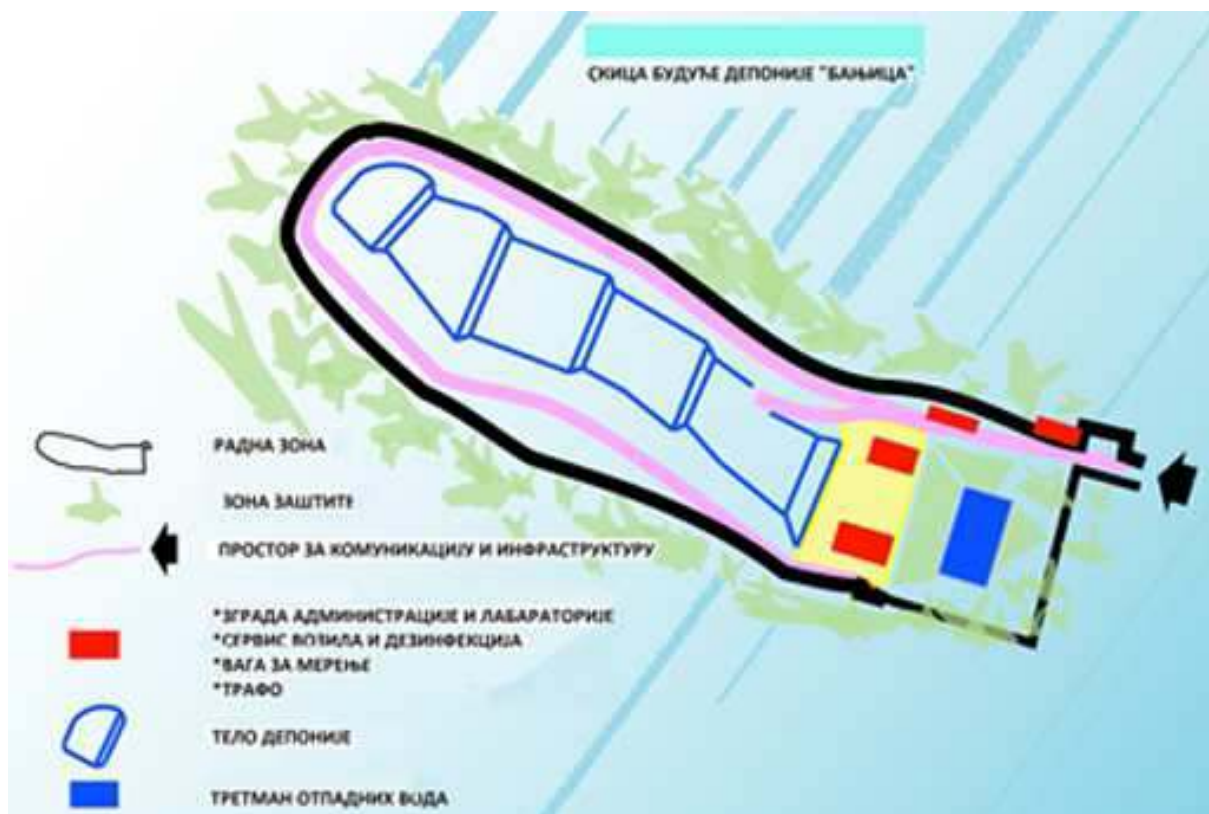 СКИЦА БУДУЋЕ ДЕПОНИЈЕ "БАЊИЦА"
РАДНА ЗОНА
ЗОНА ЗАШТИТЕ
ПРОСТОР ЗА КОМУНИКАЦИЈУ И ИНФРАСТРУКТУРУ
*ЗГРАДА АДМИНИСТРАЦИЈЕ И ЛАБАРАТОРИЈЕ
*СЕРВИС ВОЗИЛА И ДЕЗИНФЕКЦИЈА
*ВАГА ЗА МЕРЕЊЕ
*ТРАФО
ТЕЛО ДЕПОНИЈЕ
ТРЕТМАН ОТПАДНИХ ВОДА